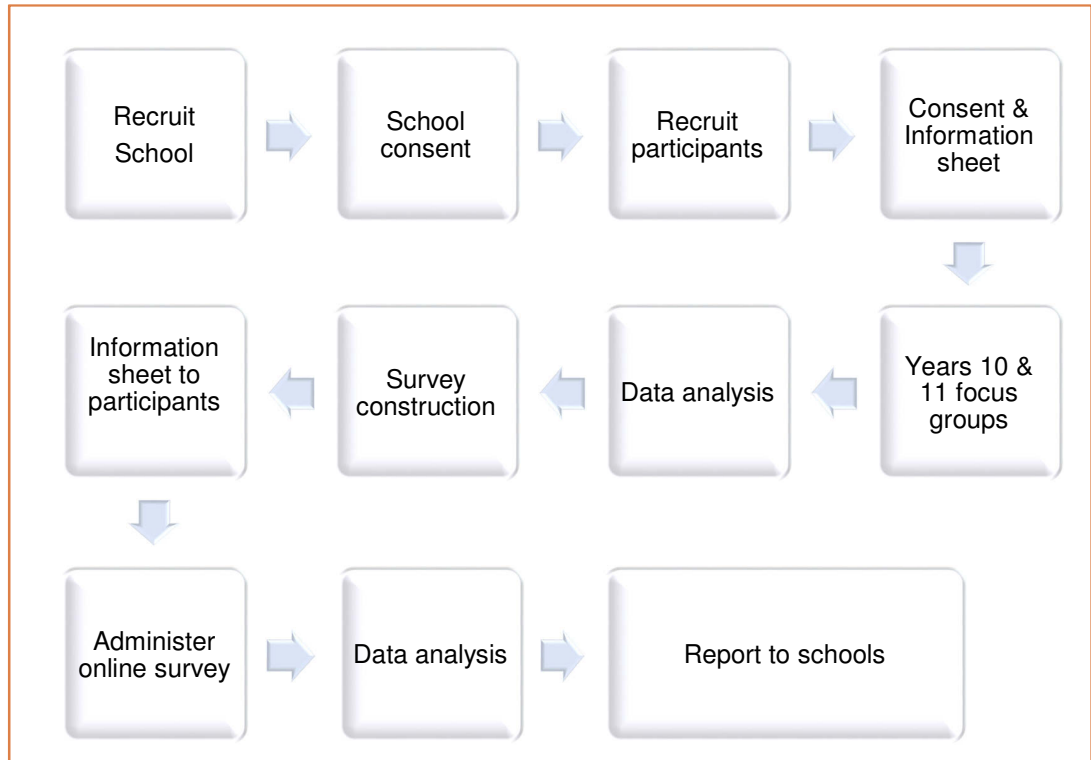 Recruit
School
School
consent
Recruit
participants
Consent &
Information
sheet
Years 10 &
11 focus
groups
Data analysis
Survey
construction
Information
sheet to
participants
Administer
online survey
Data analysis
Report to schools